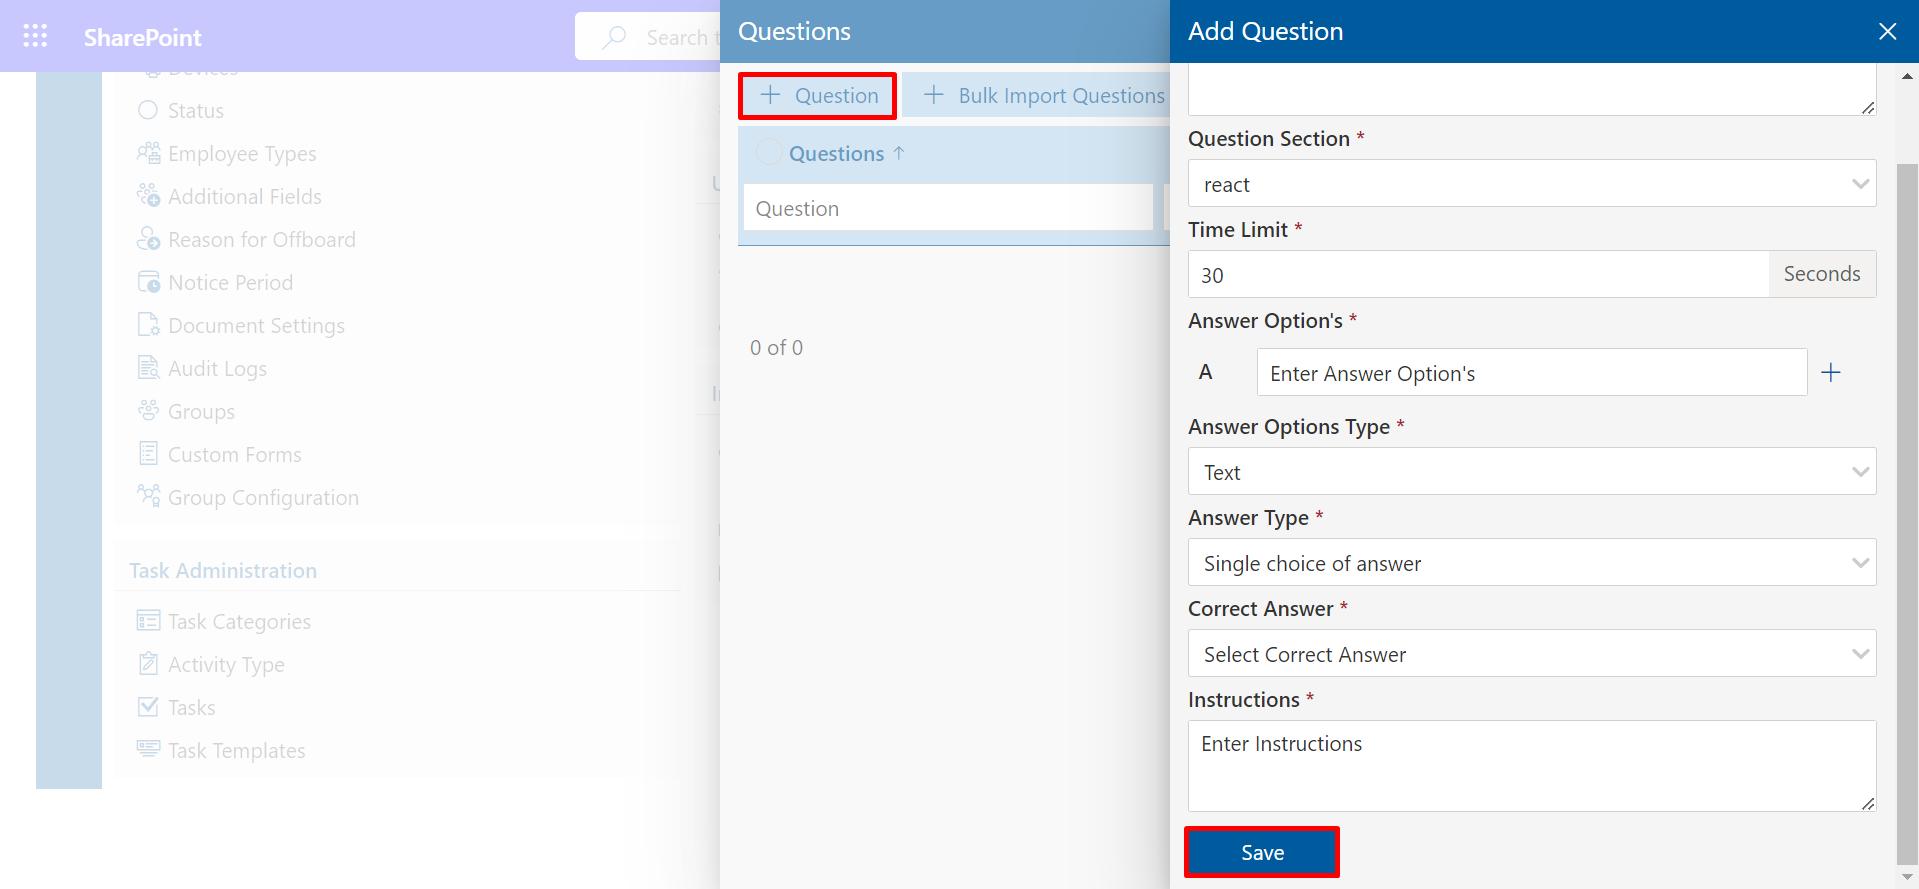 SharePoint
Search t
Devices
Status
Employee Types
Additional Fields
Reason for Offboard
Notice Period
Document Settings
Audit Logs
Groups
Custom Forms
Group Configuration
Task Administration
Task Categories
Activity Type
Tasks
Task Templates
Questions
+ Question
+ Bulk Import Questions
Questions ↑
Question
0 of 0
Add Question
Question Section *
react
Time Limit *
30
Seconds
Answer Option's *
A
Enter Answer Option's
+
Answer Options Type *
Text
Answer Type *
Single choice of answer
Correct Answer *
Select Correct Answer
Instructions *
Enter Instructions
Save